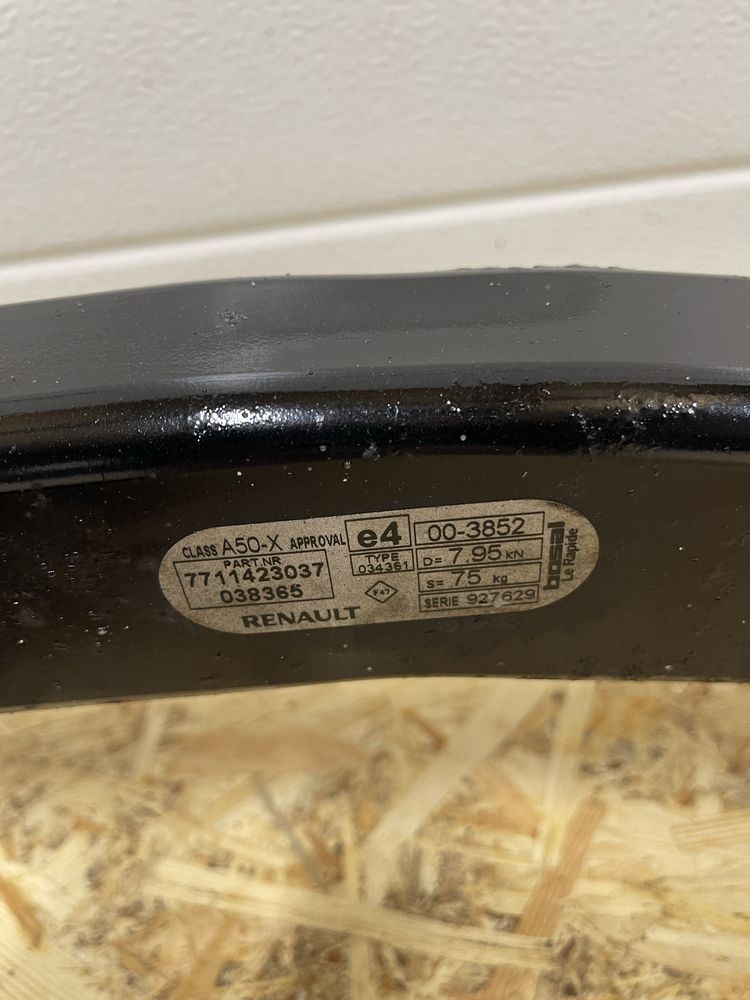 CLASS A50-X APPROVAL e4 00-3852
PART.NR
7711423037
038365
TYPE
034361
D= 7.95 kN
S= 75 kg
F47
SERIE 927629
RENAULT
bosal
Le Rapide